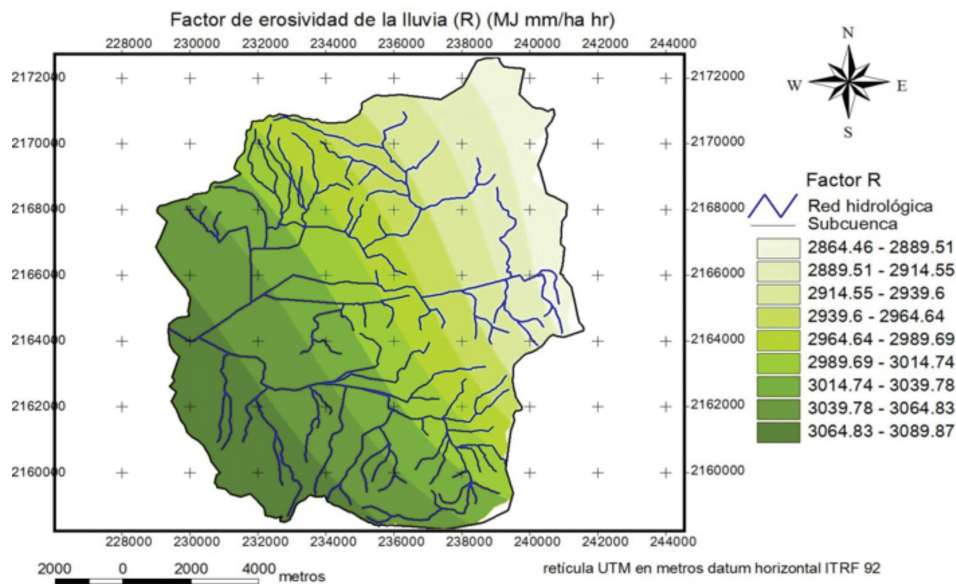 Factor de erosividad de la lluvia (R) (MJ mm/ha hr)
228000 230000 232000 234000 236000 238000 240000 242000 244000
N
W E
S
2172000 2172000
2170000 2170000
2168000 2168000
2166000 2166000
2164000 2164000
2162000 2162000
2160000 2160000
Factor R
Red hidrológica
Subcuenca
2864.46 - 2889.51
2889.51 - 2914.55
2914.55 - 2939.6
2939.6 - 2964.64
2964.64 - 2989.69
2989.69 - 3014.74
3014.74 - 3039.78
3039.78 - 3064.83
3064.83 - 3089.87
228000 230000 232000 234000 236000 238000 240000 242000 244000
2000 0 2000 4000 metros
retícula UTM en metros datum horizontal ITRF 92